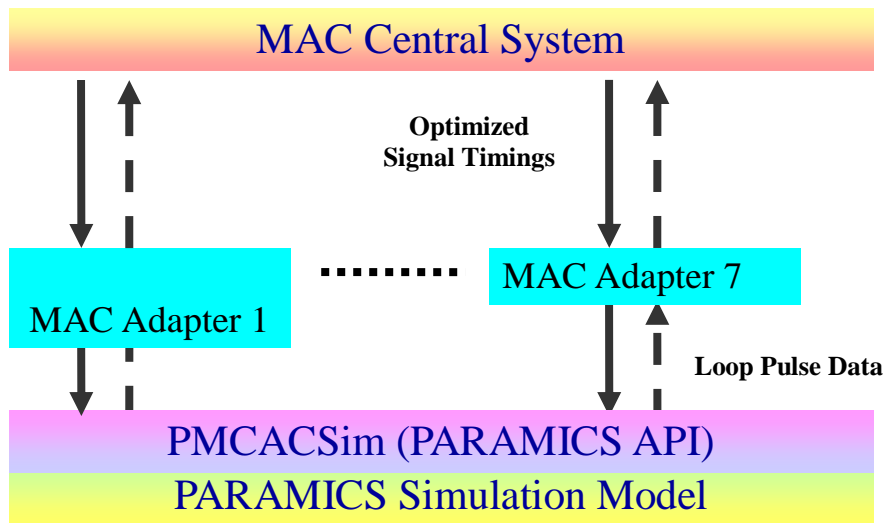 MAC Central System
Optimized
Signal Timings
MAC Adapter 1
MAC Adapter 7
Loop Pulse Data
PMCACSim (PARAMICS API)
PARAMICS Simulation Model